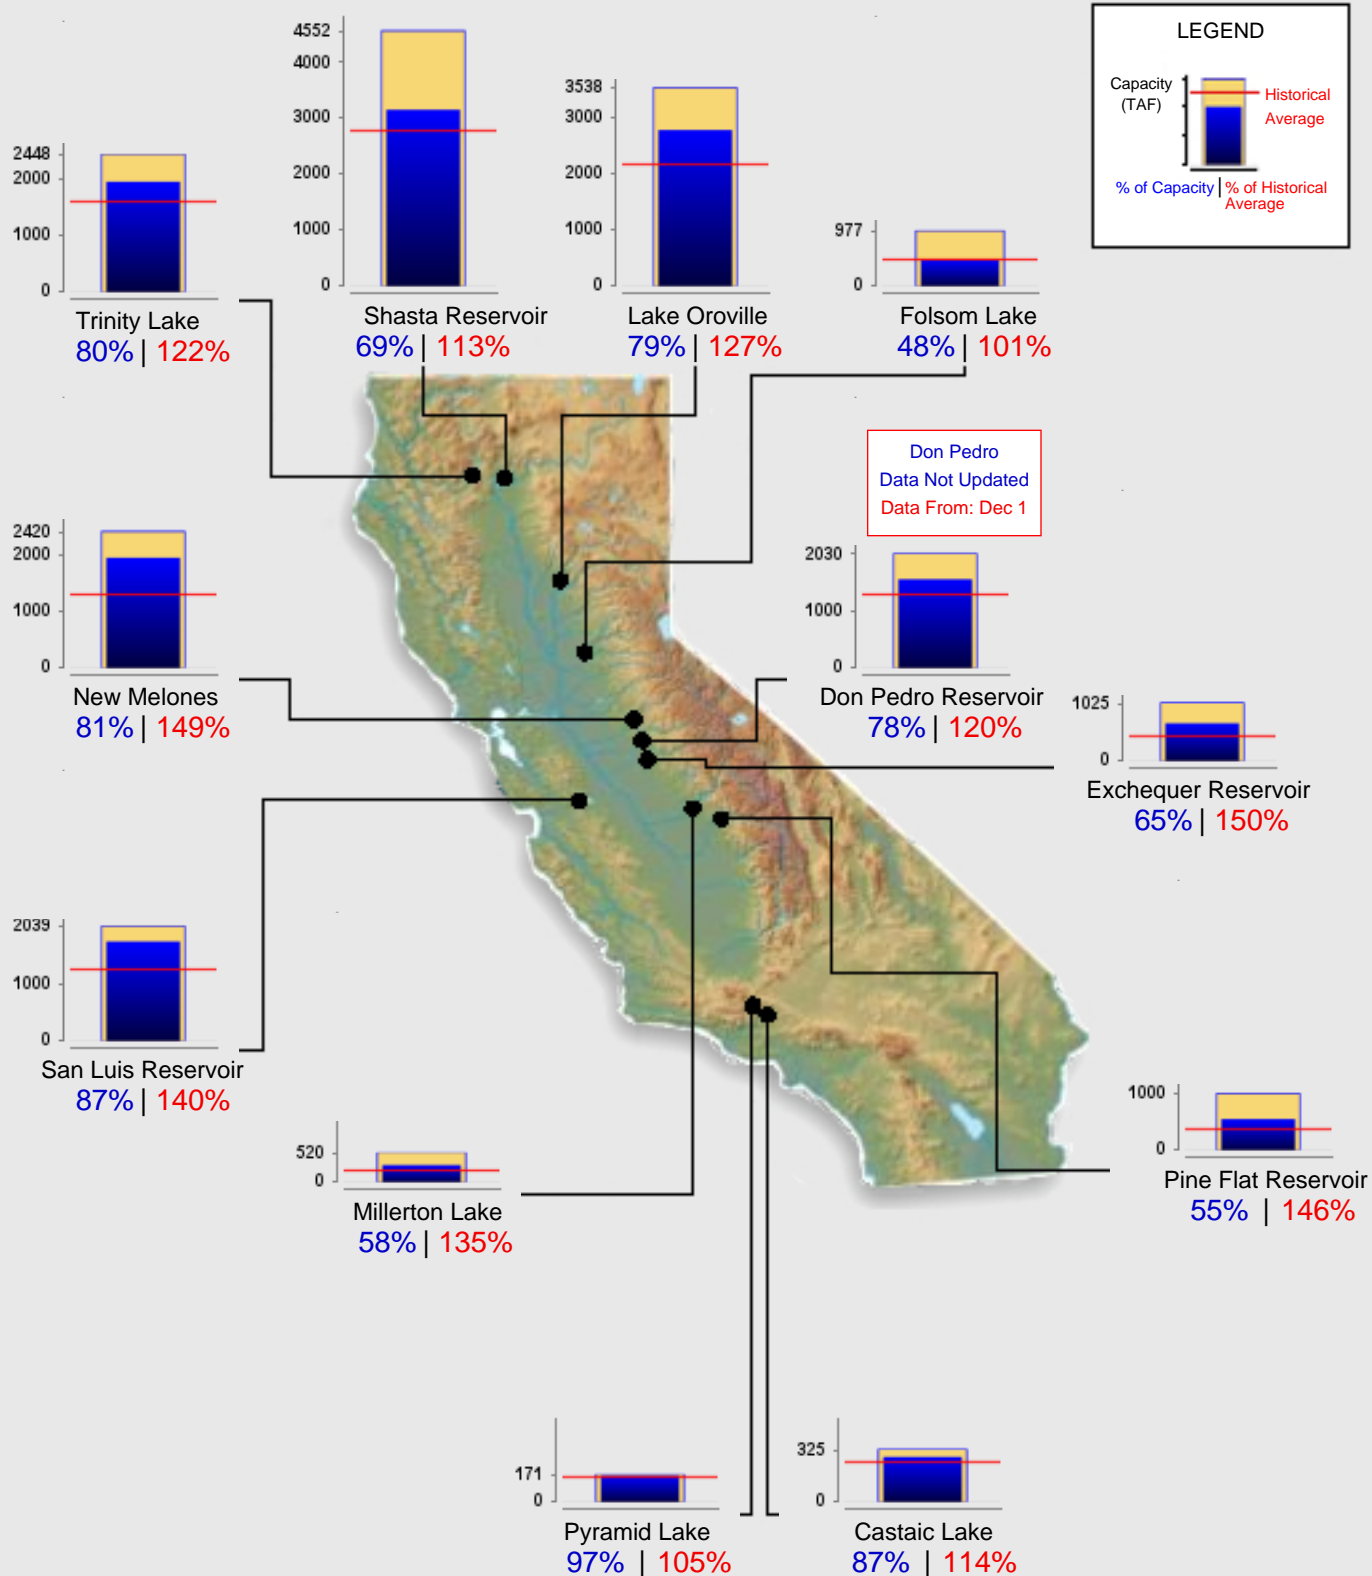 LEGEND
Capacity
(TAF)
Historical
Average
% of Capacity | % of Historical
Average
2448
2000
1000
0
Trinity Lake
80% | 122%
4552
4000
3000
2000
1000
0
Shasta Reservoir
69% | 113%
3538
3000
2000
1000
0
Lake Oroville
79% | 127%
977
0
Folsom Lake
48% | 101%
Don Pedro
Data Not Updated
Data From: Dec 1
2420
2000
1000
0
New Melones
81% | 149%
2030
1000
0
Don Pedro Reservoir
78% | 120%
1025
0
Exchequer Reservoir
65% | 150%
2039
1000
0
San Luis Reservoir
87% | 140%
520
0
Millerton Lake
58% | 135%
1000
0
Pine Flat Reservoir
55% | 146%
171
0
Pyramid Lake
97% | 105%
325
0
Castaic Lake
87% | 114%